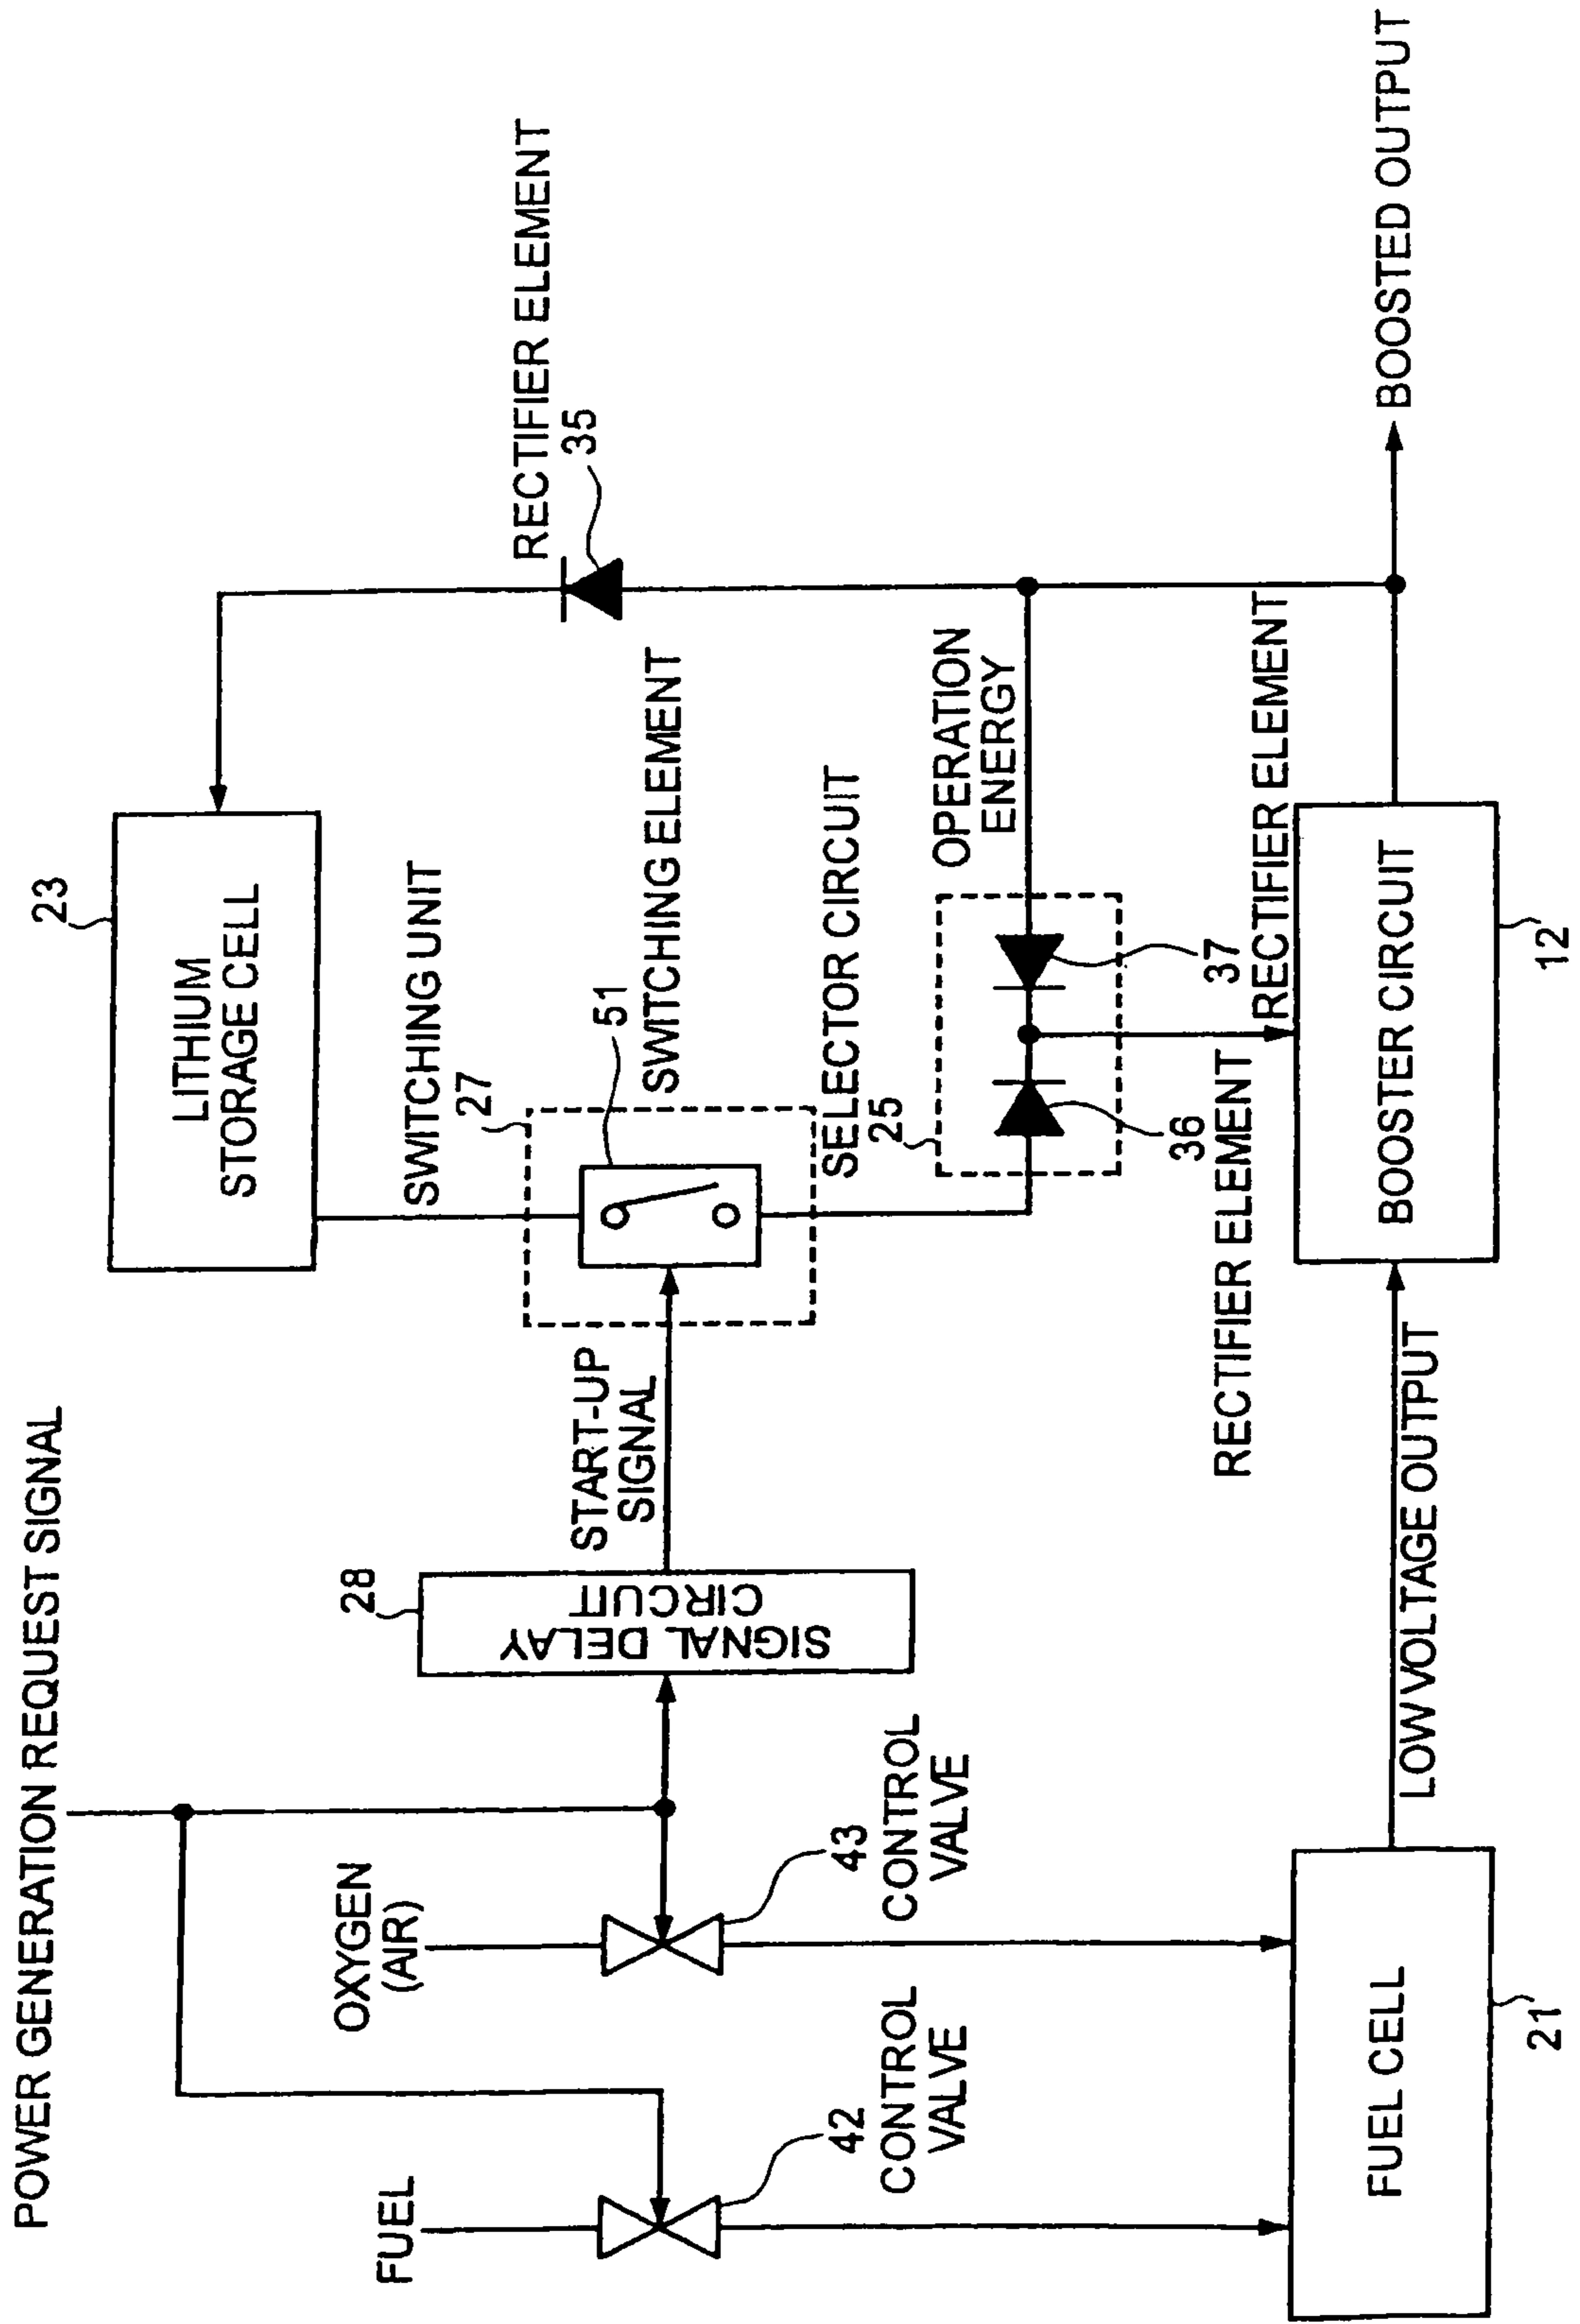 POWER GENERATION REQUEST SIGNAL
FUEL
OXYGEN
(AIR)
42
CONTROL
VALVE
43
CONTROL
VALVE
28
SIGNAL DELAY
CIRCUIT
START-UP
SIGNAL
SWITCHING UNIT
27
51
SWITCHING ELEMENT
23
LITHIUM
STORAGE CELL
RECTIFIER ELEMENT
35
SELECTOR CIRCUIT
25
OPERATION
ENERGY
36
RECTIFIER ELEMENT
37
RECTIFIER ELEMENT
FUEL CELL
21
LOW VOLTAGE OUTPUT
BOOSTER CIRCUIT
12
BOOSTED OUTPUT